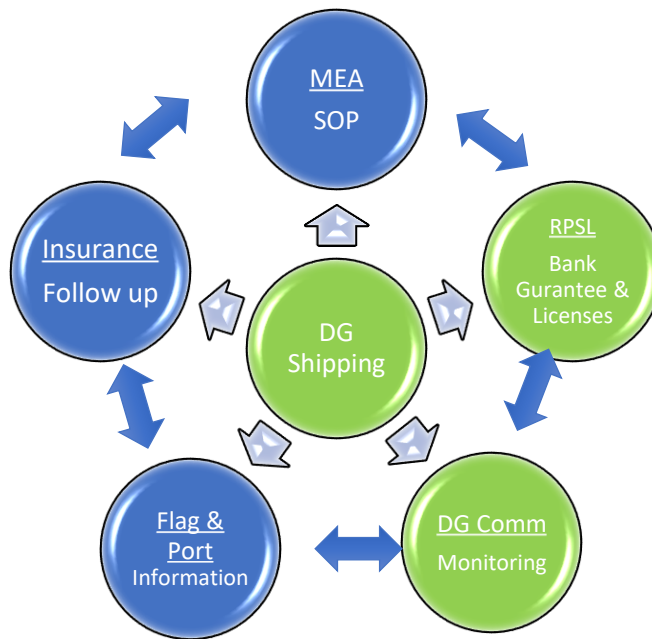 MEA
SOP
Insurance
Follow up
RPSL
Bank
Gurantee &
Licenses
DG
Shipping
Flag &
Port
Information
DG Comm
Monitoring